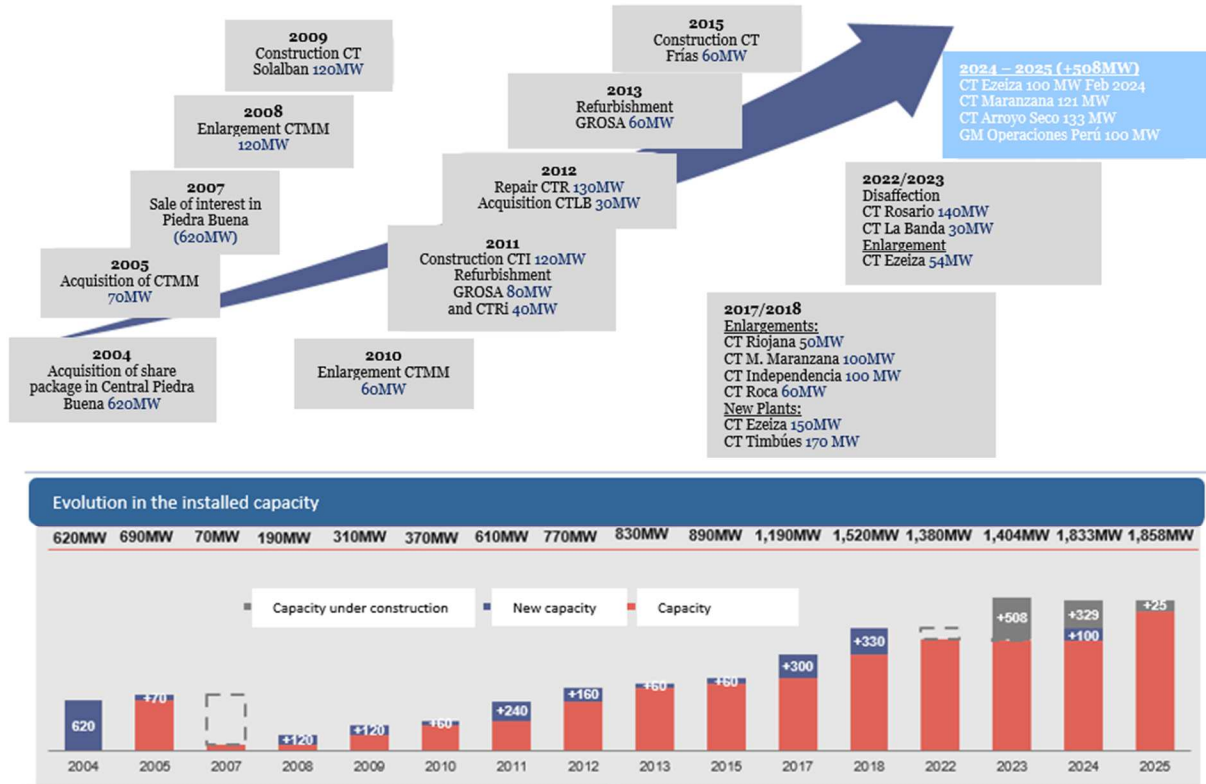 2009
Construction CT
Solalban 120MW
2008
Enlargement CTMM
120MW
2007
Sale of interest in
Piedra Buena
(620MW)
2005
Acquisition of CTMM
70MW
2004
Acquisition of share
package in Central Piedra
Buena 620MW
2010
Enlargement CTMM
60MW
2011
Construction CTI 120MW
Refurbishment
GROSA 80MW
and CTRi 40MW
2012
Repair CTR 130MW
Acquisition CTLB 30MW
2013
Refurbishment
GROSA 60MW
2015
Construction CT
Frías 60MW
2024 – 2025 (+508MW)
CT Ezeiza 100 MW Feb 2024
CT Maranzana 121 MW
CT Arroyo Seco 133 MW
GM Operaciones Perú 100 MW
2022/2023
Disaffection
CT Rosario 140MW
CT La Banda 30MW
Enlargement
CT Ezeiza 54MW
2017/2018
Enlargements:
CT Riojana 50MW
CT M. Maranzana 100MW
CT Independencia 100 MW
CT Roca 60MW
New Plants:
CT Ezeiza 150MW
CT Timbúes 170 MW
Evolution in the installed capacity
620MW 690MW 70MW 190MW 310MW 370MW 610MW 770MW 830MW 890MW 1,190MW 1,520MW 1,380MW 1,404MW 1,833MW 1,858MW
Capacity under construction New capacity Capacity
620 +70 +120 +120 +60 +240 +160 +60 +60 +300 +330 +508 +329 +100 +25
2004 2005 2007 2008 2009 2010 2011 2012 2013 2015 2017 2018 2022 2023 2024 2025